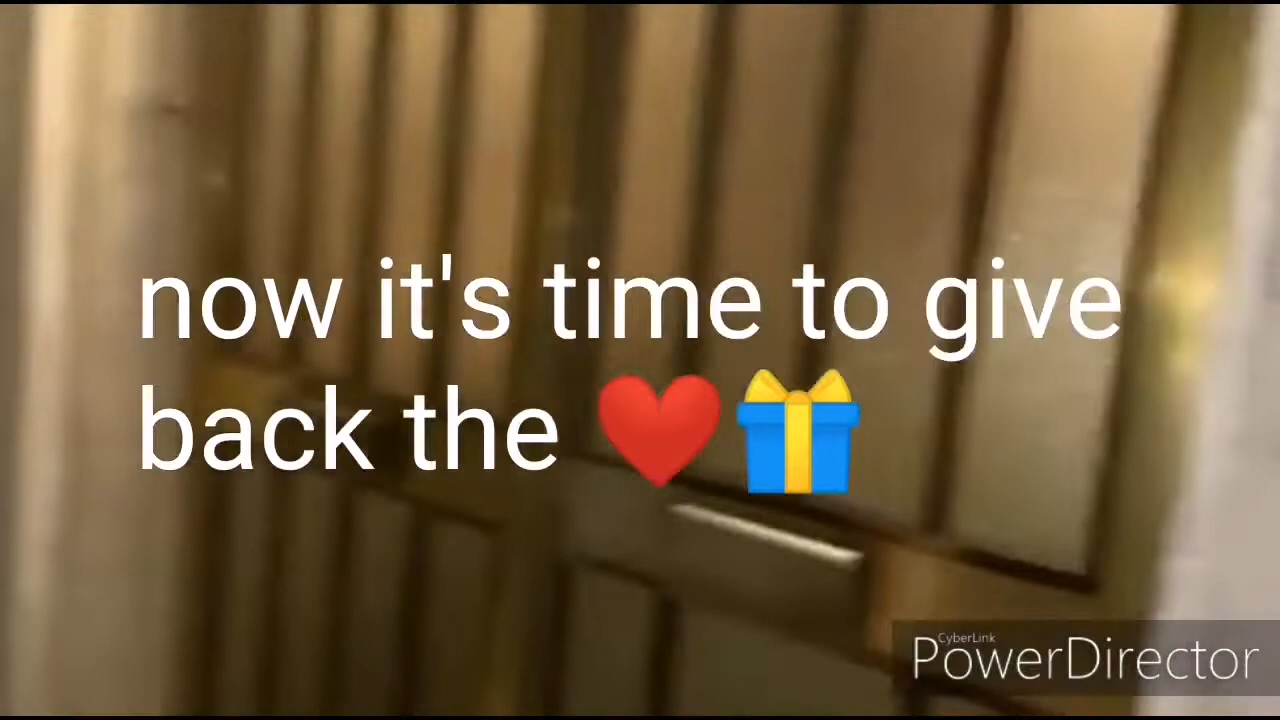 now it's time to give
back the ❤️🎁
CyberLink
PowerDirector